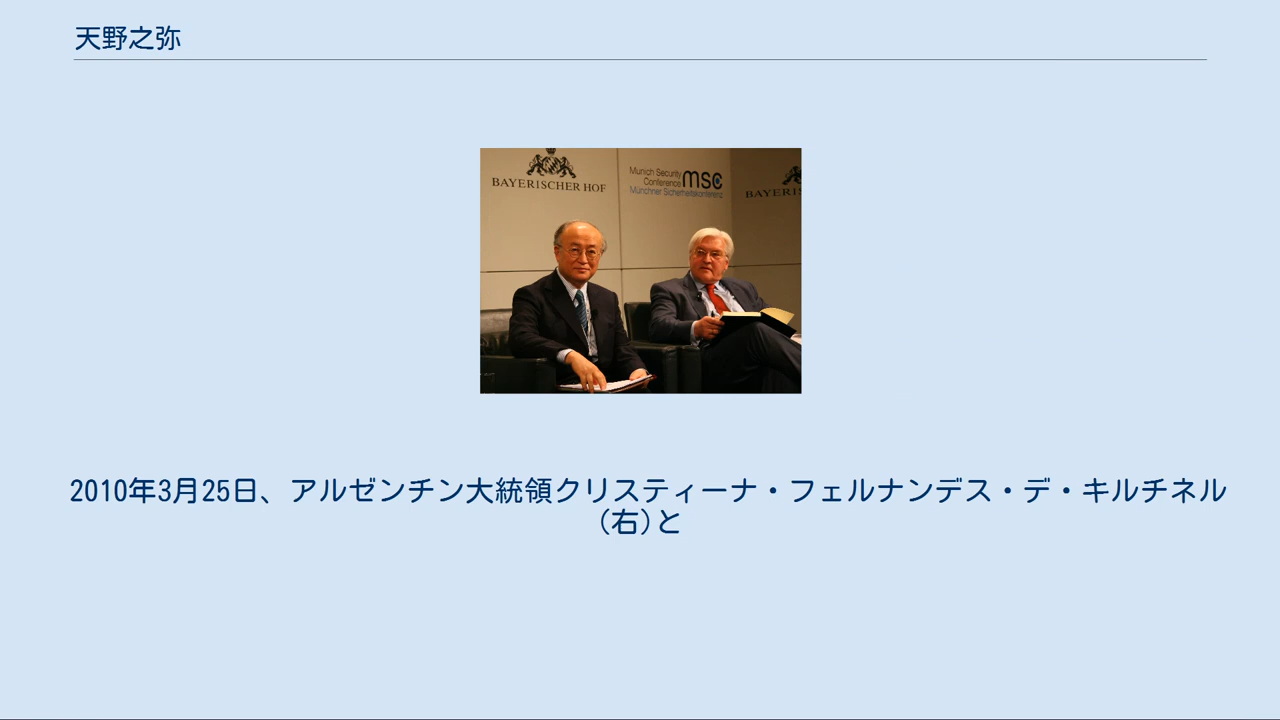 天野之弥
BAYERISCHER HOF
Munich Security
Conference
Münchner Sicherheitskonferenz
msc
BAYERIS
2010年3月25日、アルゼンチン大統領クリスティーナ・フェルナンデス・デ・キルチネル
(右)と